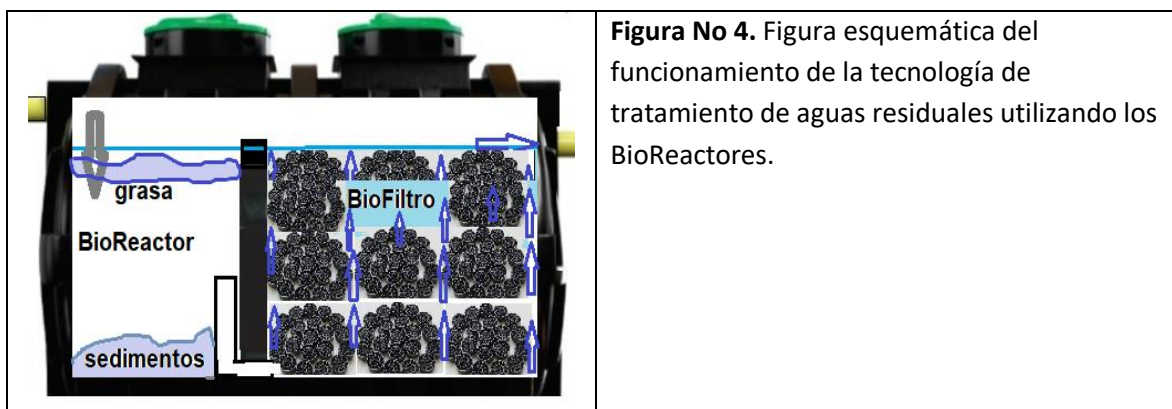 grasa
BioFiltro
BioReactor
sedimentos
Figura No 4. Figura esquemática del
funcionamiento de la tecnología de
tratamiento de aguas residuales utilizando los
BioReactores.